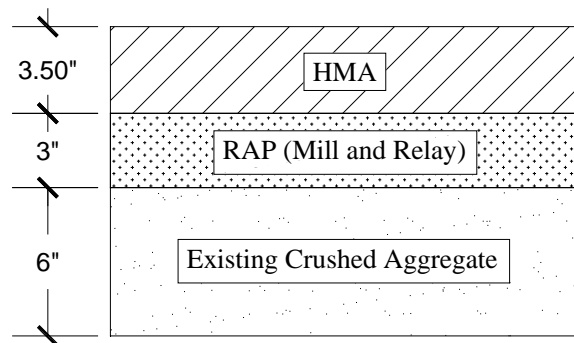 3.50"
HMA
3"
RAP (Mill and Relay)
6"
Existing Crushed Aggregate